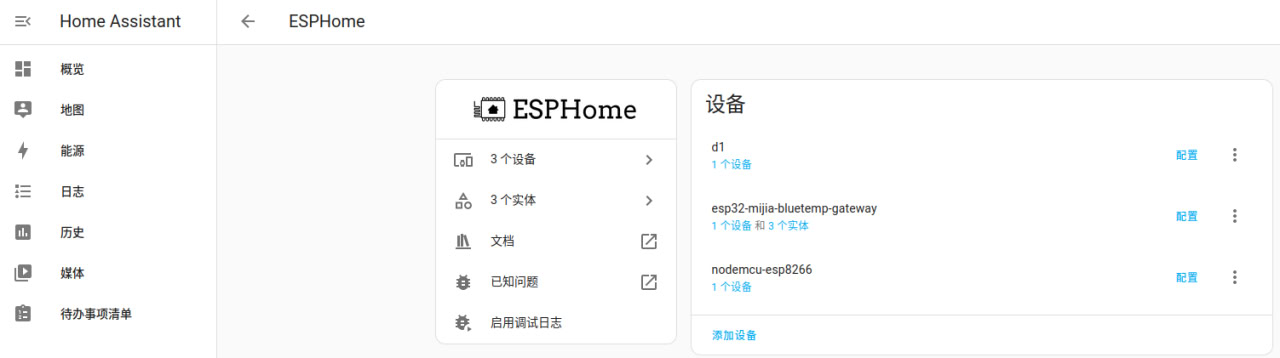 Home Assistant
ESPHome
概览
地图
能源
日志
历史
媒体
待办事项清单
ESPHome
3 个设备
3 个实体
文档
已知问题
启用调试日志
设备
d1
1 个设备
配置
esp32-mijia-bluetemp-gateway
1 个设备 和 3 个实体
配置
nodemcu-esp8266
1 个设备
配置
添加设备